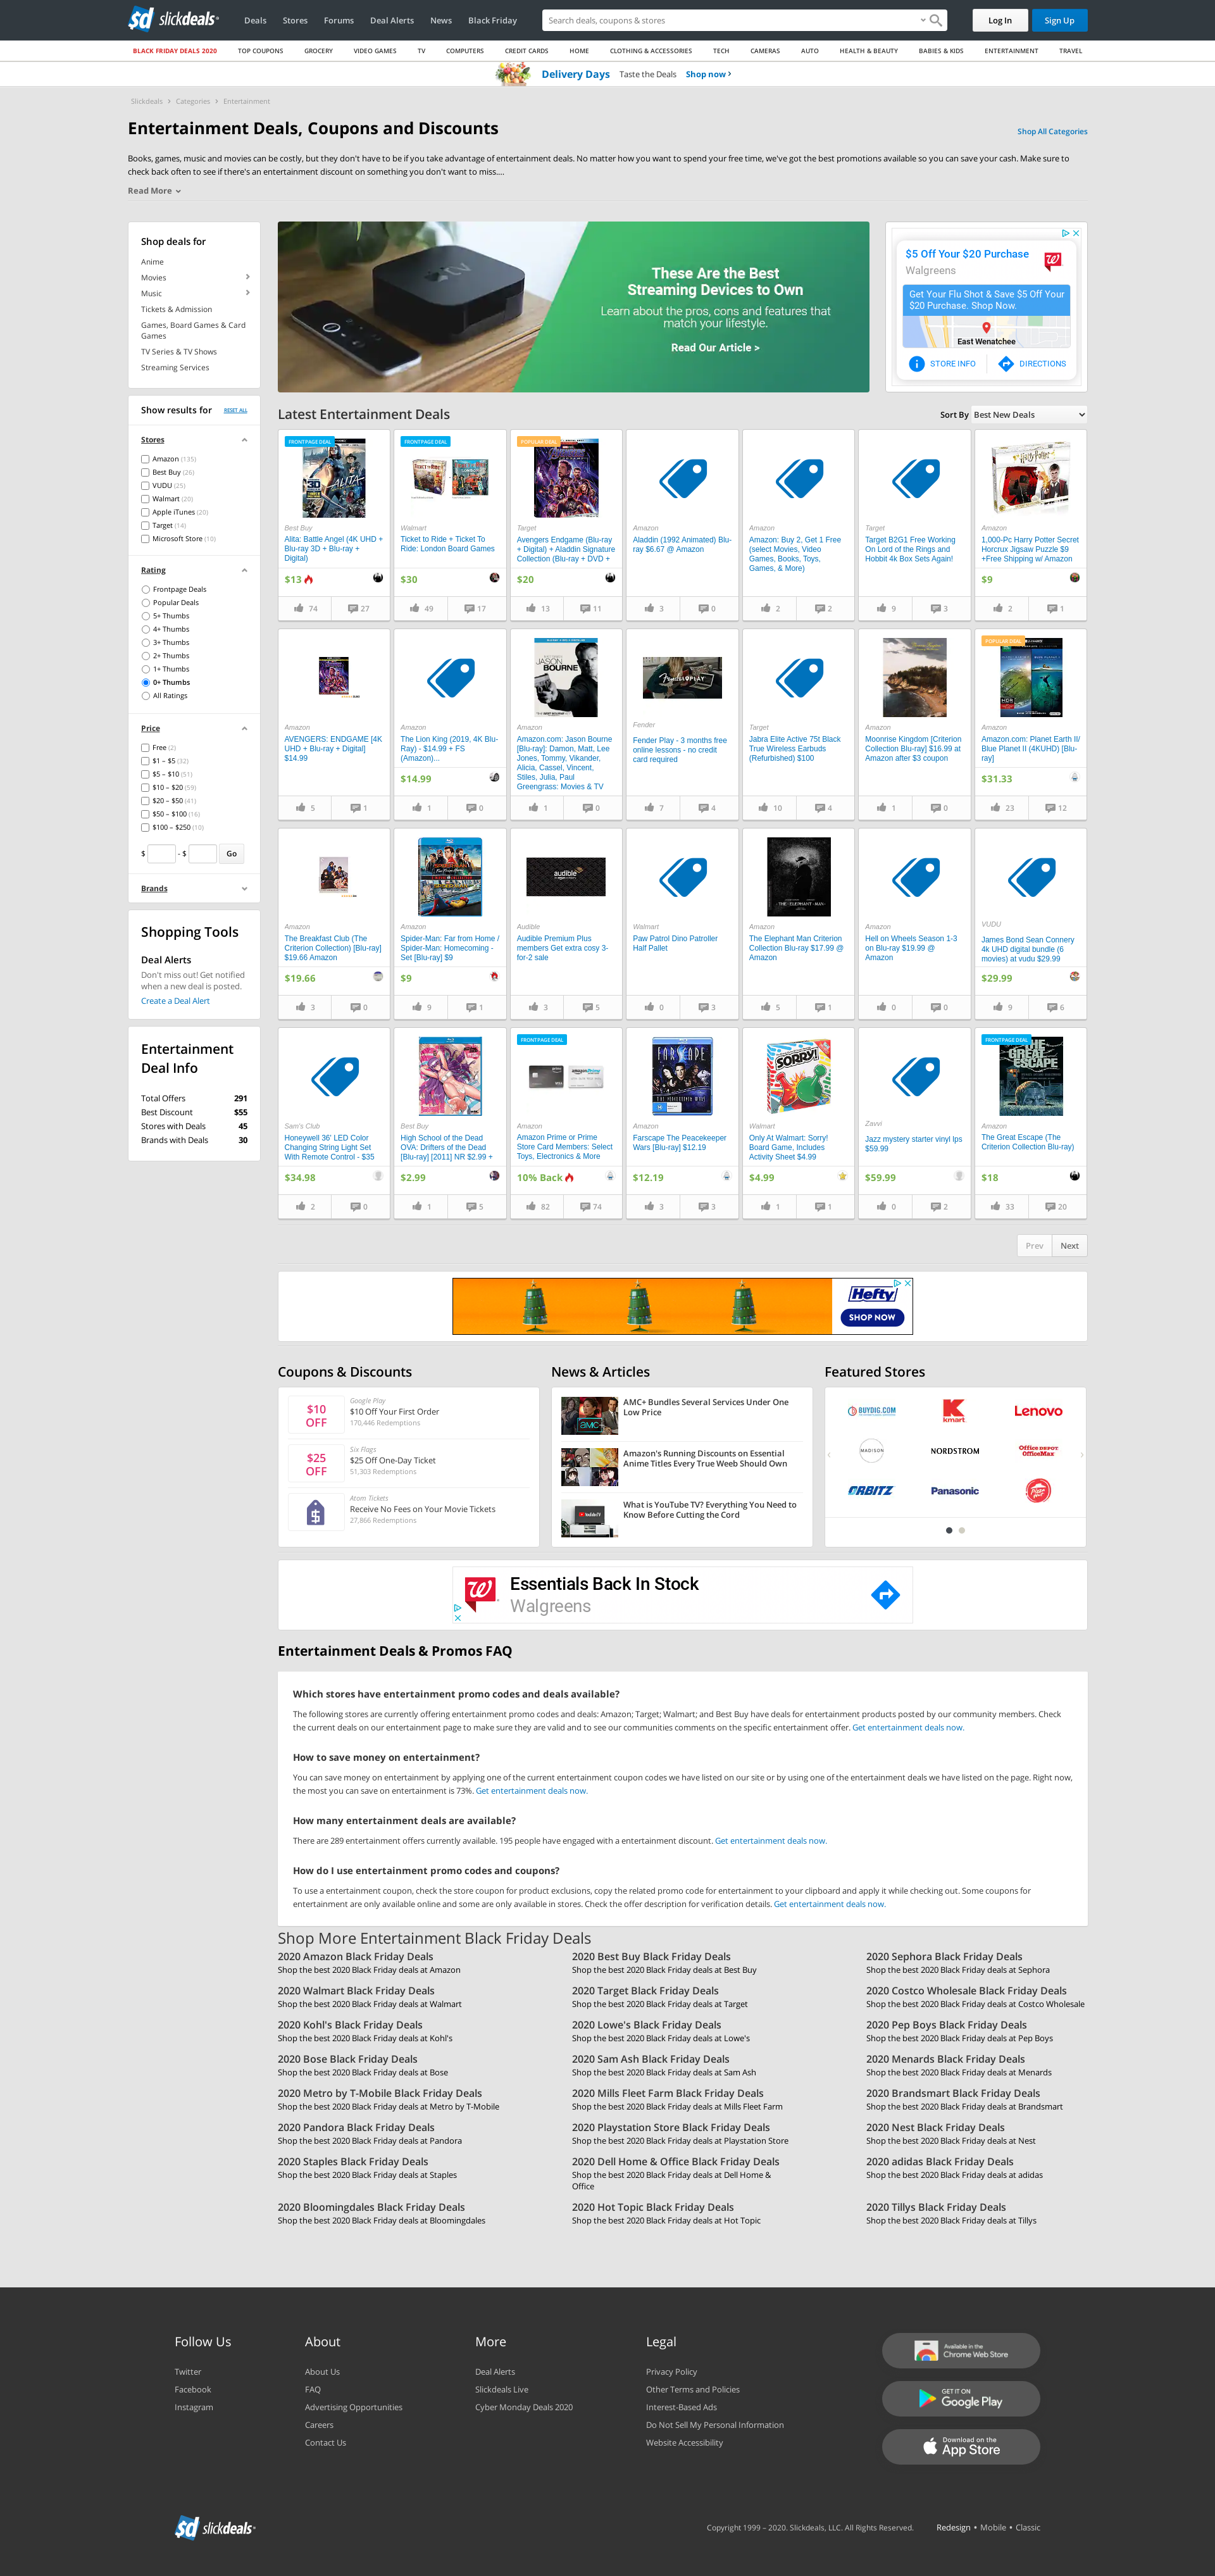 slickdeals
Deals
Stores
Forums
Deal Alerts
News
Black Friday
Search deals, coupons & stores
Log In
Sign Up
BLACK FRIDAY DEALS 2020
TOP COUPONS
GROCERY
VIDEO GAMES
TV
COMPUTERS
CREDIT CARDS
HOME
CLOTHING & ACCESSORIES
TECH
CAMERAS
AUTO
HEALTH & BEAUTY
BABIES & KIDS
ENTERTAINMENT
TRAVEL
Delivery Days Taste the Deals Shop now
Slickdeals
Categories
Entertainment
Entertainment Deals, Coupons and Discounts
Shop All Categories
Books, games, music and movies can be costly, but they don't have to be if you take advantage of entertainment deals. No matter how you want to spend your free time, we've got the best promotions available so you can save your cash. Make sure to
check back often to see if there's an entertainment discount on something you don't want to miss....
Read More
Shop deals for
Anime
Movies
Music
Tickets & Admission
Games, Board Games & Card
Games
TV Series & TV Shows
Streaming Services
Show results for RESET ALL
Stores
Amazon (135)
Best Buy (26)
VUDU (25)
Walmart (20)
Apple iTunes (20)
Target (14)
Microsoft Store (10)
Rating
Frontpage Deals
Popular Deals
5+ Thumbs
4+ Thumbs
3+ Thumbs
2+ Thumbs
1+ Thumbs
0+ Thumbs
All Ratings
Price
Free (2)
$1 – $5 (32)
$5 – $10 (51)
$10 – $20 (59)
$20 – $50 (41)
$50 – $100 (16)
$100 – $250 (10)
$ - $ Go
Brands
Shopping Tools
Deal Alerts
Don't miss out! Get notified
when a new deal is posted.
Create a Deal Alert
Entertainment
Deal Info
Total Offers 291
Best Discount $55
Stores with Deals 45
Brands with Deals 30
tv
These Are the Best
Streaming Devices to Own
Learn about the pros, cons and features that
match your lifestyle.
Read Our Article >
$5 Off Your $20 Purchase
Walgreens
Get Your Flu Shot & Save $5 Off Your
$20 Purchase. Shop Now.
East Wenatchee
STORE INFO
DIRECTIONS
Latest Entertainment Deals
Sort By Best New Deals
FRONTPAGE DEAL
ALITA
Best Buy
Alita: Battle Angel (4K UHD +
Blu-ray 3D + Blu-ray +
Digital)
$13
74 27
FRONTPAGE DEAL
Walmart
Ticket to Ride + Ticket To
Ride: London Board Games
$30
49 17
POPULAR DEAL
Target
Avengers Endgame (Blu-ray
+ Digital) + Aladdin Signature
Collection (Blu-ray + DVD +
$20
13 11
Amazon
Aladdin (1992 Animated) Blu-
ray $6.67 @ Amazon
3 0
Amazon
Amazon: Buy 2, Get 1 Free
(select Movies, Video
Games, Books, Toys,
Games, & More)
2 2
Target
Target B2G1 Free Working
On Lord of the Rings and
Hobbit 4k Box Sets Again!
9 3
Amazon
1,000-Pc Harry Potter Secret
Horcrux Jigsaw Puzzle $9
+Free Shipping w/ Amazon
$9
2 1
Amazon
AVENGERS: ENDGAME [4K
UHD + Blu-ray + Digital]
$14.99
5 1
Amazon
The Lion King (2019, 4K Blu-
Ray) - $14.99 + FS
(Amazon)...
$14.99
1 0
JASON BOURNE
Amazon
Amazon.com: Jason Bourne
[Blu-ray]: Damon, Matt, Lee
Jones, Tommy, Vikander,
Alicia, Cassel, Vincent,
Stiles, Julia, Paul
Greengrass: Movies & TV
1 0
Fender PLAY
Fender
Fender Play - 3 months free
online lessons - no credit
card required
7 4
Target
Jabra Elite Active 75t Black
True Wireless Earbuds
(Refurbished) $100
10 4
Amazon
Moonrise Kingdom [Criterion
Collection Blu-ray] $16.99 at
Amazon after $3 coupon
1 0
POPULAR DEAL
Amazon
Amazon.com: Planet Earth II/
Blue Planet II (4KUHD) [Blu-
ray]
$31.33
23 12
Amazon
The Breakfast Club (The
Criterion Collection) [Blu-ray]
$19.66 Amazon
$19.66
3 0
Amazon
Spider-Man: Far from Home /
Spider-Man: Homecoming -
Set [Blu-ray] $9
$9
9 1
audible
Audible
Audible Premium Plus
members Get extra cosy 3-
for-2 sale
3 5
Walmart
Paw Patrol Dino Patroller
Half Pallet
0 3
THE ELEPHANT MAN
Amazon
The Elephant Man Criterion
Collection Blu-ray $17.99 @
Amazon
5 1
Amazon
Hell on Wheels Season 1-3
on Blu-ray $19.99 @
Amazon
0 0
VUDU
James Bond Sean Connery
4k UHD digital bundle (6
movies) at vudu $29.99
$29.99
9 6
Sam's Club
Honeywell 36' LED Color
Changing String Light Set
With Remote Control - $35
$34.98
2 0
Best Buy
High School of the Dead
OVA: Drifters of the Dead
[Blu-ray] [2011] NR $2.99 +
$2.99
1 5
FRONTPAGE DEAL
Amazon
Amazon Prime or Prime
Store Card Members: Select
Toys, Electronics & More
10% Back
82 74
FARSCAPE
Amazon
Farscape The Peacekeeper
Wars [Blu-ray] $12.19
$12.19
3 3
SORRY!
Walmart
Only At Walmart: Sorry!
Board Game, Includes
Activity Sheet $4.99
$4.99
1 1
Zavvi
Jazz mystery starter vinyl lps
$59.99
$59.99
0 2
FRONTPAGE DEAL
THE GREAT ESCAPE
Amazon
The Great Escape (The
Criterion Collection Blu-ray)
$18
33 20
Prev Next
Hefty
SHOP NOW
Coupons & Discounts
$10
OFF
Google Play
$10 Off Your First Order
170,446 Redemptions
$25
OFF
Six Flags
$25 Off One-Day Ticket
51,303 Redemptions
Atom Tickets
Receive No Fees on Your Movie Tickets
27,866 Redemptions
News & Articles
amc+
AMC+ Bundles Several Services Under One
Low Price
Amazon's Running Discounts on Essential
Anime Titles Every True Weeb Should Own
YouTubeTV
What is YouTube TV? Everything You Need to
Know Before Cutting the Cord
Featured Stores
BUYDIG.COM
kmart
Lenovo
MADISON
NORDSTROM
Office DEPOT
OfficeMax
ORBITZ
Panasonic
Pizza Hut
Essentials Back In Stock
Walgreens
Entertainment Deals & Promos FAQ
Which stores have entertainment promo codes and deals available?
The following stores are currently offering entertainment promo codes and deals: Amazon; Target; Walmart; and Best Buy have deals for entertainment products posted by our community members. Check
the current deals on our entertainment page to make sure they are valid and to see our communities comments on the specific entertainment offer. Get entertainment deals now.
How to save money on entertainment?
You can save money on entertainment by applying one of the current entertainment coupon codes we have listed on our site or by using one of the entertainment deals we have listed on the page. Right now,
the most you can save on entertainment is 73%. Get entertainment deals now.
How many entertainment deals are available?
There are 289 entertainment offers currently available. 195 people have engaged with a entertainment discount. Get entertainment deals now.
How do I use entertainment promo codes and coupons?
To use a entertainment coupon, check the store coupon for product exclusions, copy the related promo code for entertainment to your clipboard and apply it while checking out. Some coupons for
entertainment are only available online and some are only available in stores. Check the offer description for verification details. Get entertainment deals now.
Shop More Entertainment Black Friday Deals
2020 Amazon Black Friday Deals
Shop the best 2020 Black Friday deals at Amazon
2020 Best Buy Black Friday Deals
Shop the best 2020 Black Friday deals at Best Buy
2020 Sephora Black Friday Deals
Shop the best 2020 Black Friday deals at Sephora
2020 Walmart Black Friday Deals
Shop the best 2020 Black Friday deals at Walmart
2020 Target Black Friday Deals
Shop the best 2020 Black Friday deals at Target
2020 Costco Wholesale Black Friday Deals
Shop the best 2020 Black Friday deals at Costco Wholesale
2020 Kohl's Black Friday Deals
Shop the best 2020 Black Friday deals at Kohl's
2020 Lowe's Black Friday Deals
Shop the best 2020 Black Friday deals at Lowe's
2020 Pep Boys Black Friday Deals
Shop the best 2020 Black Friday deals at Pep Boys
2020 Bose Black Friday Deals
Shop the best 2020 Black Friday deals at Bose
2020 Sam Ash Black Friday Deals
Shop the best 2020 Black Friday deals at Sam Ash
2020 Menards Black Friday Deals
Shop the best 2020 Black Friday deals at Menards
2020 Metro by T-Mobile Black Friday Deals
Shop the best 2020 Black Friday deals at Metro by T-Mobile
2020 Mills Fleet Farm Black Friday Deals
Shop the best 2020 Black Friday deals at Mills Fleet Farm
2020 Brandsmart Black Friday Deals
Shop the best 2020 Black Friday deals at Brandsmart
2020 Pandora Black Friday Deals
Shop the best 2020 Black Friday deals at Pandora
2020 Playstation Store Black Friday Deals
Shop the best 2020 Black Friday deals at Playstation Store
2020 Nest Black Friday Deals
Shop the best 2020 Black Friday deals at Nest
2020 Staples Black Friday Deals
Shop the best 2020 Black Friday deals at Staples
2020 Dell Home & Office Black Friday Deals
Shop the best 2020 Black Friday deals at Dell Home &
Office
2020 adidas Black Friday Deals
Shop the best 2020 Black Friday deals at adidas
2020 Bloomingdales Black Friday Deals
Shop the best 2020 Black Friday deals at Bloomingdales
2020 Hot Topic Black Friday Deals
Shop the best 2020 Black Friday deals at Hot Topic
2020 Tillys Black Friday Deals
Shop the best 2020 Black Friday deals at Tillys
Follow Us
Twitter
Facebook
Instagram
About
About Us
FAQ
Advertising Opportunities
Careers
Contact Us
More
Deal Alerts
Slickdeals Live
Cyber Monday Deals 2020
Legal
Privacy Policy
Other Terms and Policies
Interest-Based Ads
Do Not Sell My Personal Information
Website Accessibility
Available in the
Chrome Web Store
GET IT ON
Google Play
Download on the
App Store
slickdeals
Copyright 1999 – 2020. Slickdeals, LLC. All Rights Reserved.
Redesign • Mobile • Classic